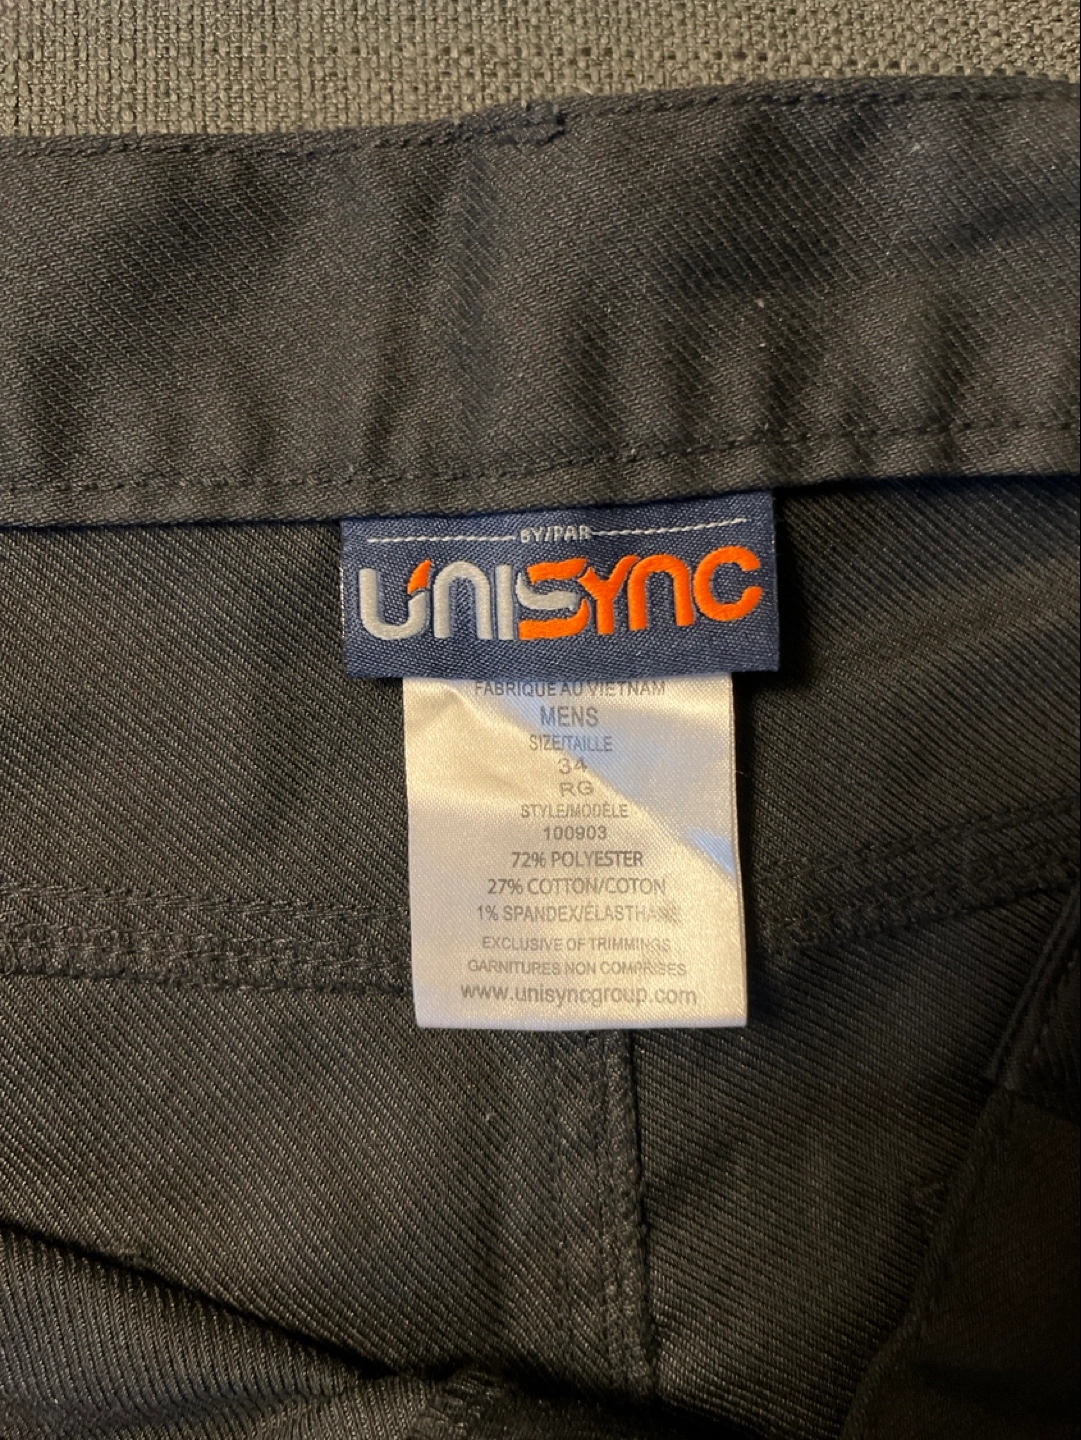 BY/PAR
UNISYNC
FABRIQUÉ AU VIETNAM
MENS
SIZE/TAILLE
34
RG
STYLE/MODÈLE
100903
72% POLYESTER
27% COTTON/COTON
1% SPANDEX/ÉLASTHANE
EXCLUSIVE OF TRIMMINGS
GARNITURES NON COMPRISES
www.unisyncgroup.com